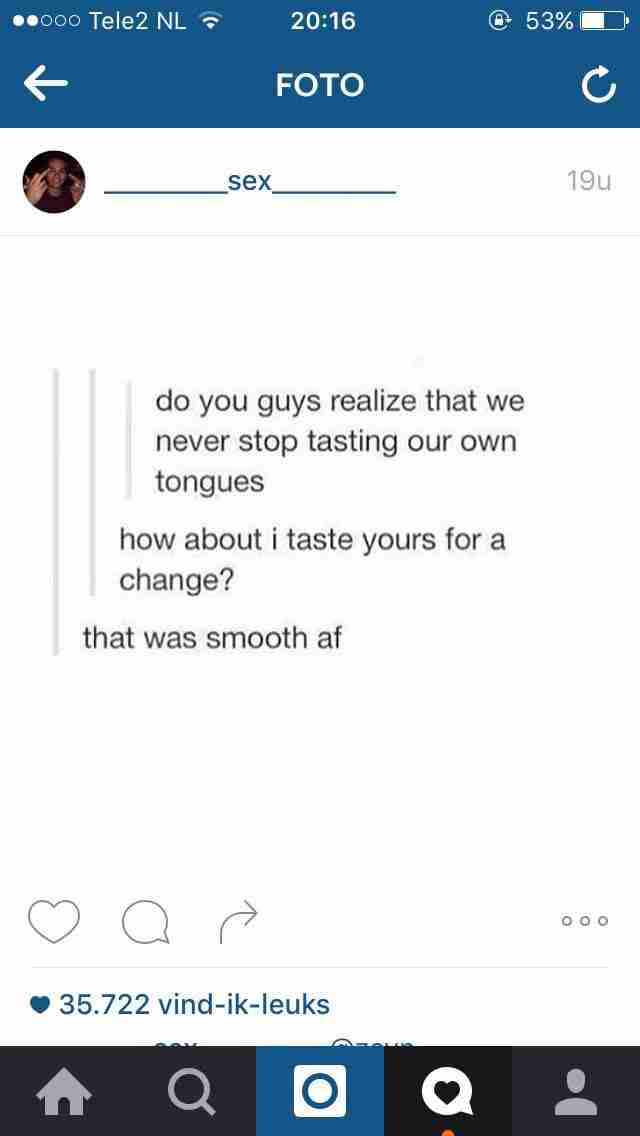 Tele2 NL 20:16 53%
FOTO
_________sex_________ 19u
do you guys realize that we
never stop tasting our own
tongues
how about i taste yours for a
change?
that was smooth af
35.722 vind-ik-leuks